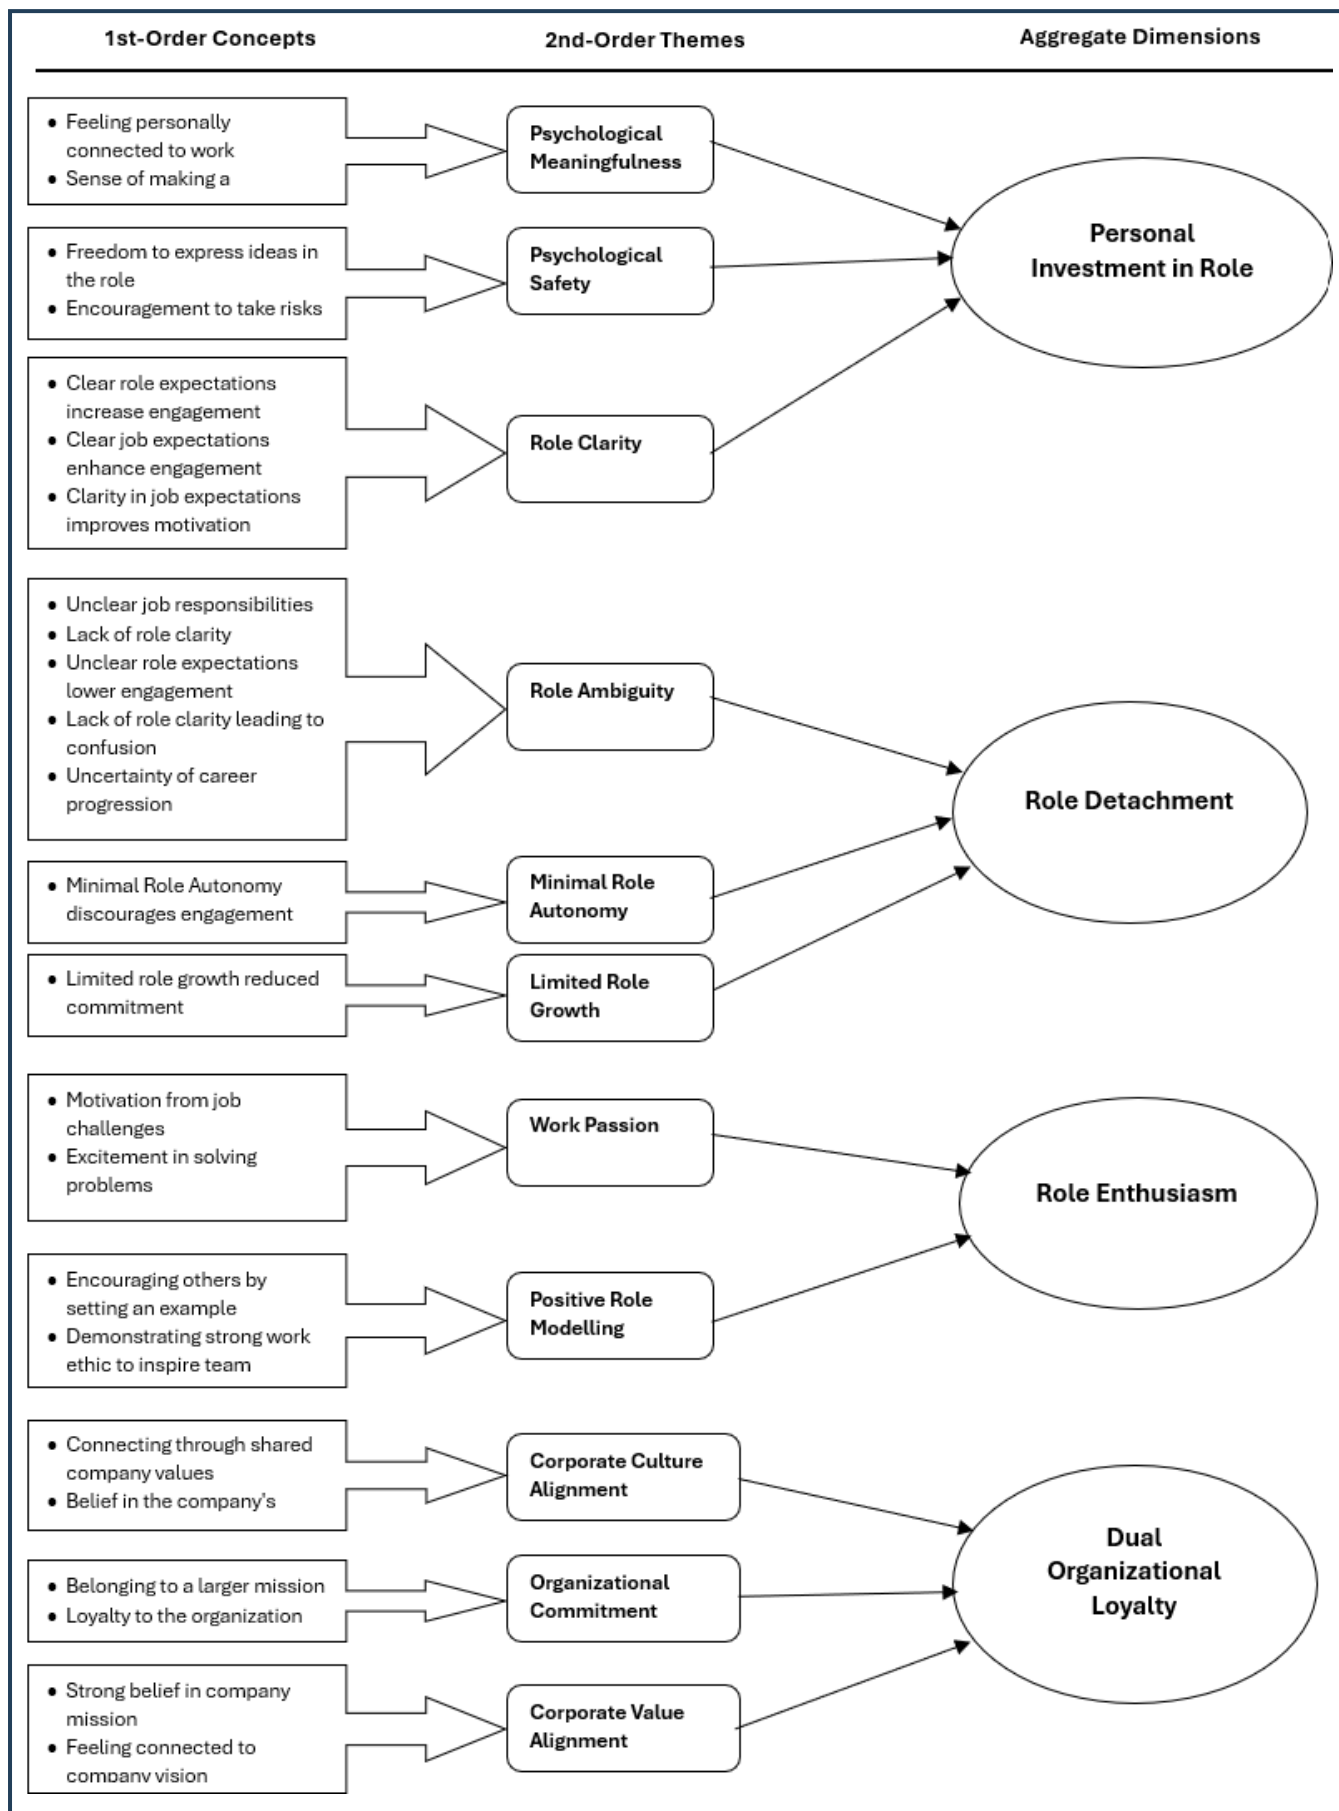 1st-Order Concepts
2nd-Order Themes
Aggregate Dimensions
• Feeling personally
connected to work
• Sense of making a
Psychological
Meaningfulness
• Freedom to express ideas in
the role
• Encouragement to take risks
Psychological
Safety
• Clear role expectations
increase engagement
• Clear job expectations
enhance engagement
• Clarity in job expectations
improves motivation
Role Clarity
Personal
Investment in Role
• Unclear job responsibilities
• Lack of role clarity
• Unclear role expectations
lower engagement
• Lack of role clarity leading to
confusion
• Uncertainty of career
progression
Role Ambiguity
• Minimal Role Autonomy
discourages engagement
Minimal Role
Autonomy
• Limited role growth reduced
commitment
Limited Role
Growth
Role Detachment
• Motivation from job
challenges
• Excitement in solving
problems
Work Passion
• Encouraging others by
setting an example
• Demonstrating strong work
ethic to inspire team
Positive Role
Modelling
Role Enthusiasm
• Connecting through shared
company values
• Belief in the company's
Corporate Culture
Alignment
• Belonging to a larger mission
• Loyalty to the organization
Organizational
Commitment
• Strong belief in company
mission
• Feeling connected to
company vision
Corporate Value
Alignment
Dual
Organizational
Loyalty